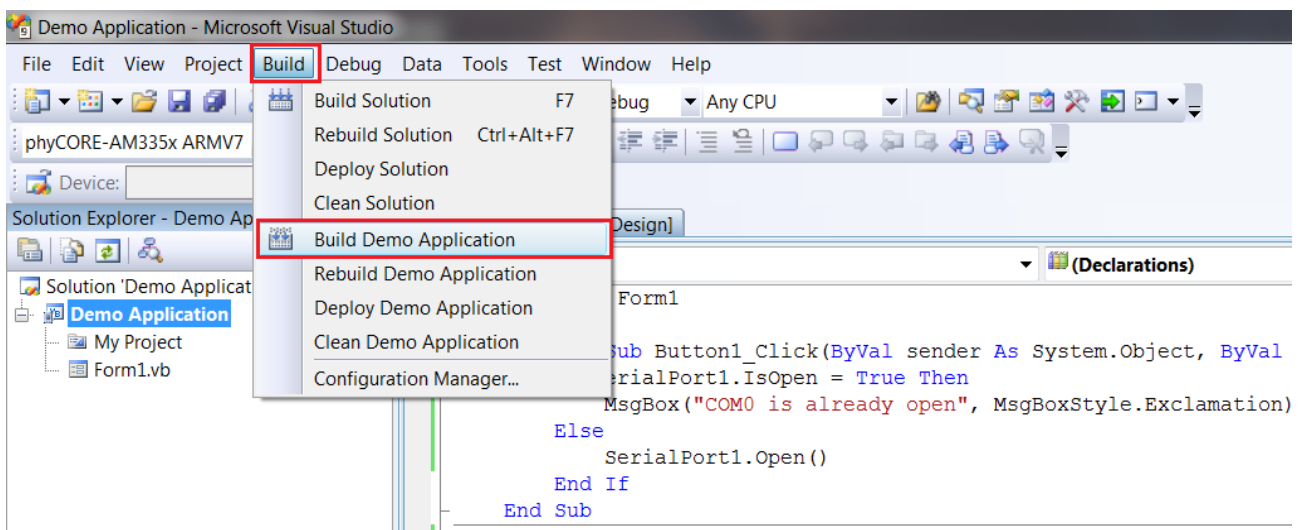 Demo Application - Microsoft Visual Studio
File Edit View Project Build Debug Data Tools Test Window Help
Build Solution F7
Any CPU
phyCORE-AM335x ARMV7
Rebuild Solution Ctrl+Alt+F7
Deploy Solution
Device:
Clean Solution
Solution Explorer - Demo Ap
Design]
Build Demo Application
Rebuild Demo Application
(Declarations)
Solution 'Demo Applicat
Form1
Demo Application
Deploy Demo Application
My Project
Clean Demo Application
Sub Button1_Click(ByVal sender As System.Object, ByVal
Form1.vb
Configuration Manager...
erialPort1.IsOpen = True Then
MsgBox("COM0 is already open", MsgBoxStyle.Exclamation)
Else
SerialPort1.Open()
End If
End Sub